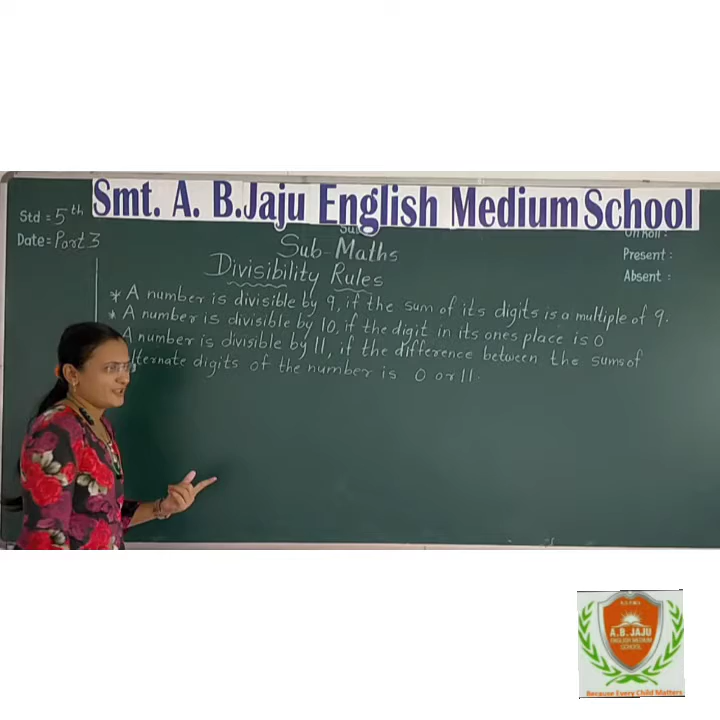 Smt. A. B.Jaju English Medium School
Std = 5th
Date = Part 3
Sub
Sub- Maths
On Roll :
Present :
Absent :
Divisibility Rules
* A number is divisible by 9, if the sum of its digits is a multiple of 9.
* A number is divisible by 10, if the digit in its ones place is 0
A number is divisible by 11, if the difference between the sums of
alternate digits of the number is 0 or 11.
A.B. JAJU
ENGLISH MEDIUM
SCHOOL
Because Every Child Matters